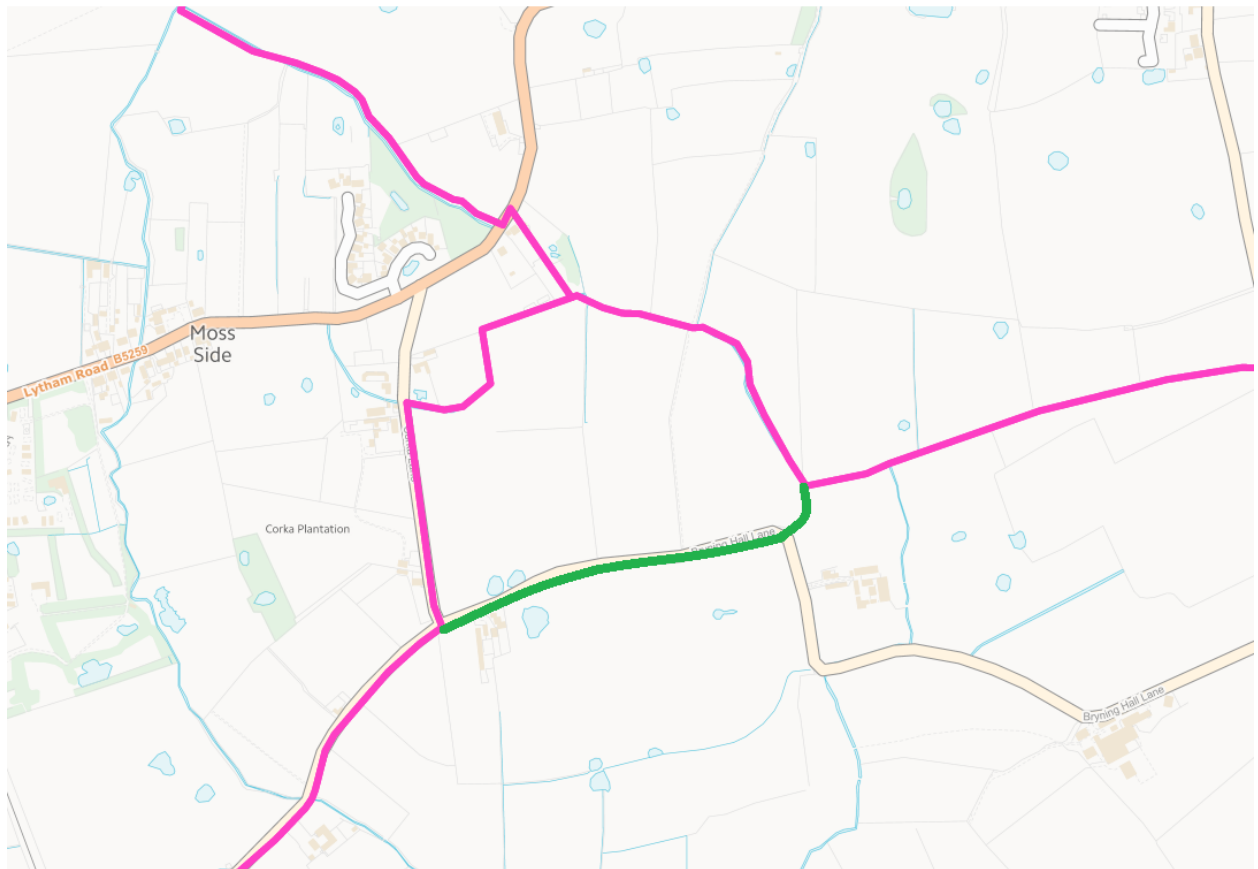 Moss
Side
Lytham Road B5259
Corka Plantation
Bryning Hall Lane
Bryning Hall Lane